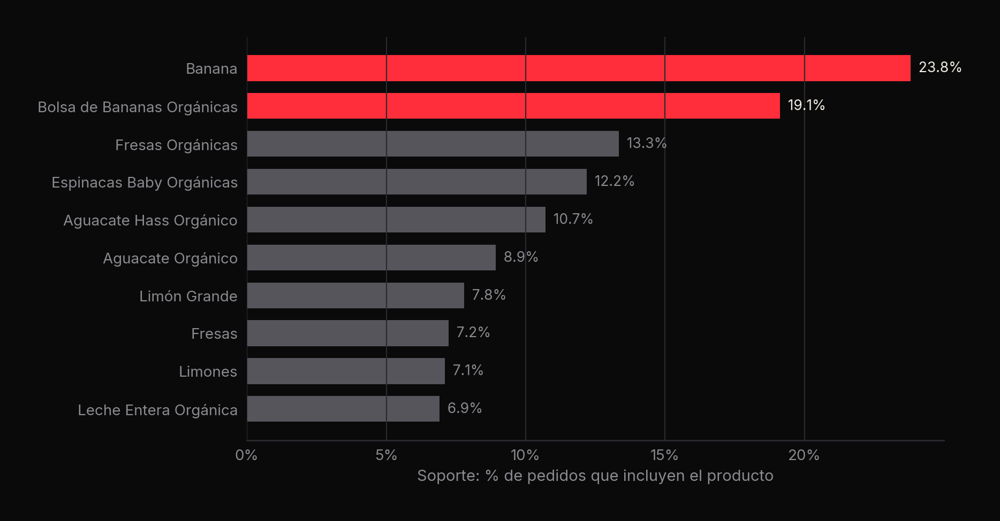 Banana
23.8%
Bolsa de Bananas Orgánicas
19.1%
Fresas Orgánicas
13.3%
Espinacas Baby Orgánicas
12.2%
Aguacate Hass Orgánico
10.7%
Aguacate Orgánico
8.9%
Limón Grande
7.8%
Fresas
7.2%
Limones
7.1%
Leche Entera Orgánica
6.9%
0% 5% 10% 15% 20%
Soporte: % de pedidos que incluyen el producto